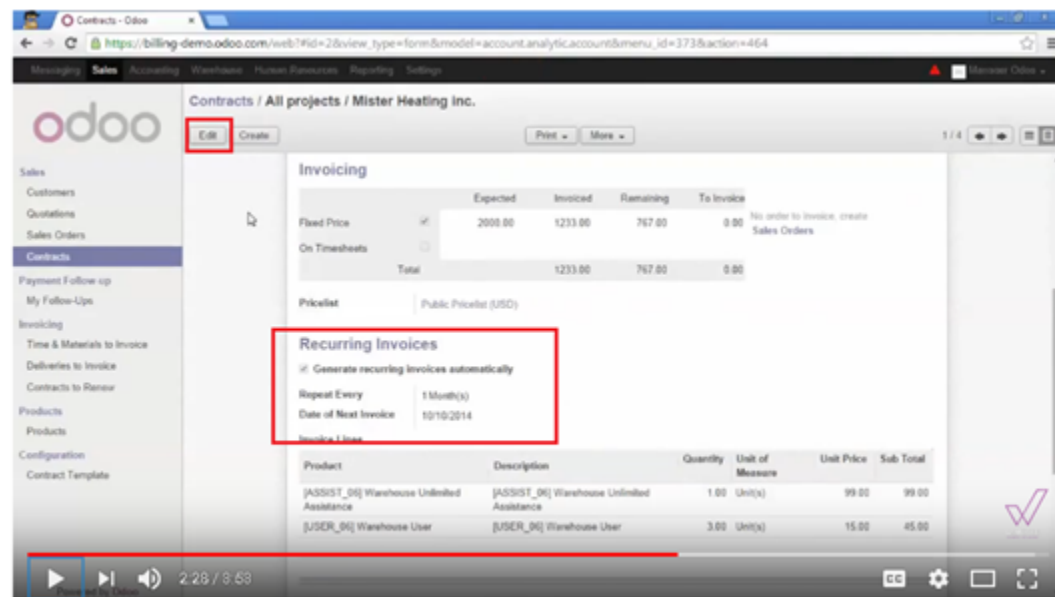 Contracts - Odoo
https://billing-demo.odoo.com/web?#id=2&view_type=form&model=account.analytic.account&menu_id=373&action=464
Messaging Sales Accounting Warehouse Human Resources Reporting Settings
Manager Odoo
odoo
Contracts / All projects / Mister Heating inc.
Edit Create Print More 1 / 4
Sales
Customers
Quotations
Sales Orders
Contracts
Payment Follow-up
My Follow-Ups
Invoicing
Time & Materials to Invoice
Deliveries to Invoice
Contracts to Renew
Products
Products
Configuration
Contract Template
Powered by Odoo
Invoicing
Expected Invoiced Remaining To Invoice
Fixed Price 2000.00 1233.00 767.00 0.00
No order to invoice, create
Sales Orders
On Timesheets
Total 1233.00 767.00 0.00
Pricelist Public Pricelist (USD)
Recurring Invoices
Generate recurring invoices automatically
Repeat Every 1 Month(s)
Date of Next Invoice 10/10/2014
Invoice Lines
Product Description Quantity Unit of Measure Unit Price Sub Total
[ASSIST_06] Warehouse Unlimited Assistance [ASSIST_06] Warehouse Unlimited Assistance 1.00 Unit(s) 99.00 99.00
[USER_06] Warehouse User [USER_06] Warehouse User 3.00 Unit(s) 15.00 45.00
2:28 / 3:53
CC